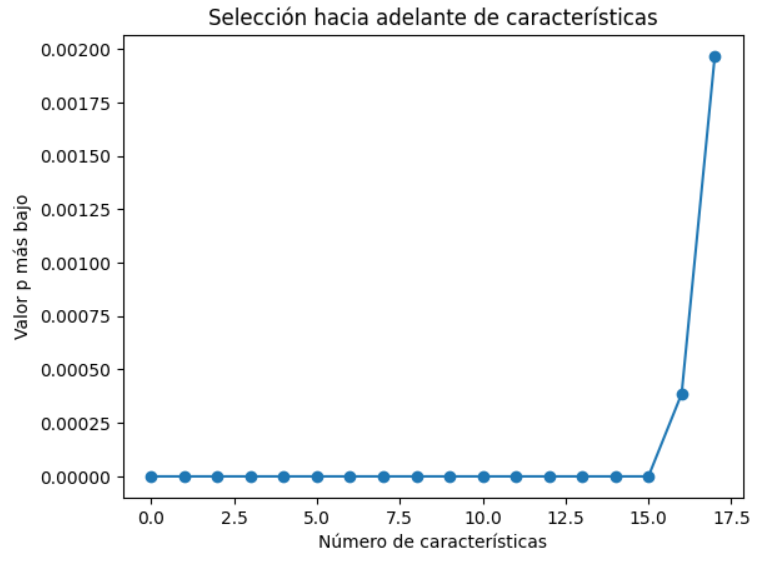 Selección hacia adelante de características
0.00200
0.00175
0.00150
0.00125
0.00100
0.00075
0.00050
0.00025
0.00000
Valor p más bajo
0.0 2.5 5.0 7.5 10.0 12.5 15.0 17.5
Número de características